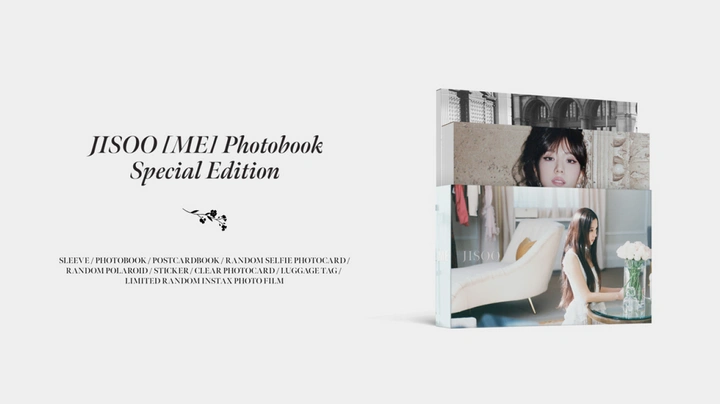 JISOO [ME] Photobook
Special Edition
SLEEVE / PHOTOBOOK / POSTCARDBOOK / RANDOM SELFIE PHOTOCARD /
RANDOM POLAROID / STICKER / CLEAR PHOTOCARD / LUGGAGE TAG /
LIMITED RANDOM INSTAX PHOTO FILM
JISOO